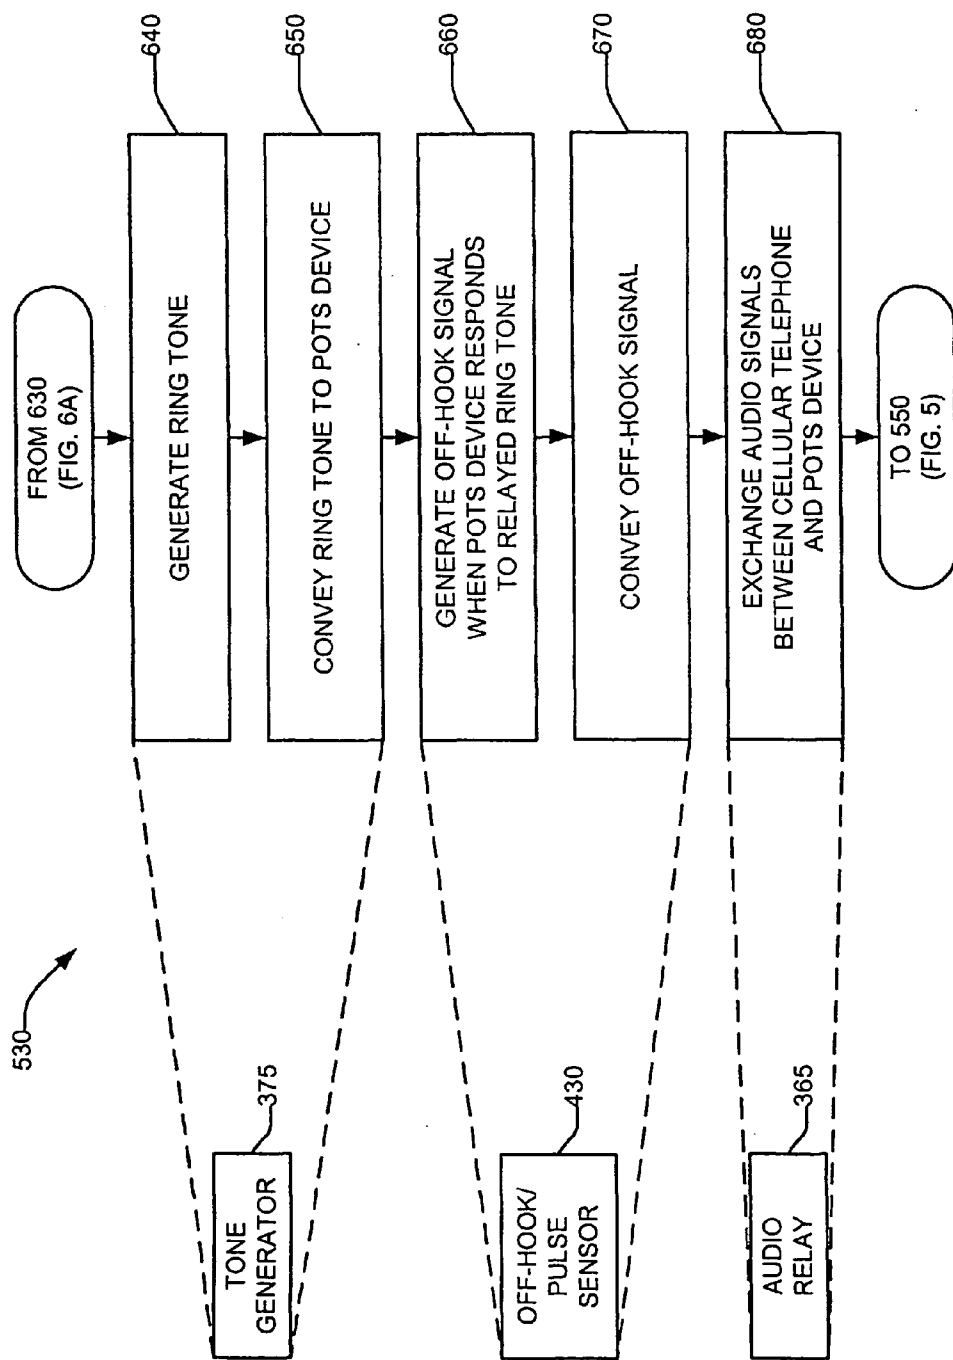 530
FROM 630
(FIG. 6A)
GENERATE RING TONE
640
CONVEY RING TONE TO POTS DEVICE
650
GENERATE OFF-HOOK SIGNAL
WHEN POTS DEVICE RESPONDS
TO RELAYED RING TONE
660
CONVEY OFF-HOOK SIGNAL
670
EXCHANGE AUDIO SIGNALS
BETWEEN CELLULAR TELEPHONE
AND POTS DEVICE
680
TO 550
(FIG. 5)
TONE
GENERATOR
375
OFF-HOOK/
PULSE
SENSOR
430
AUDIO
RELAY
365